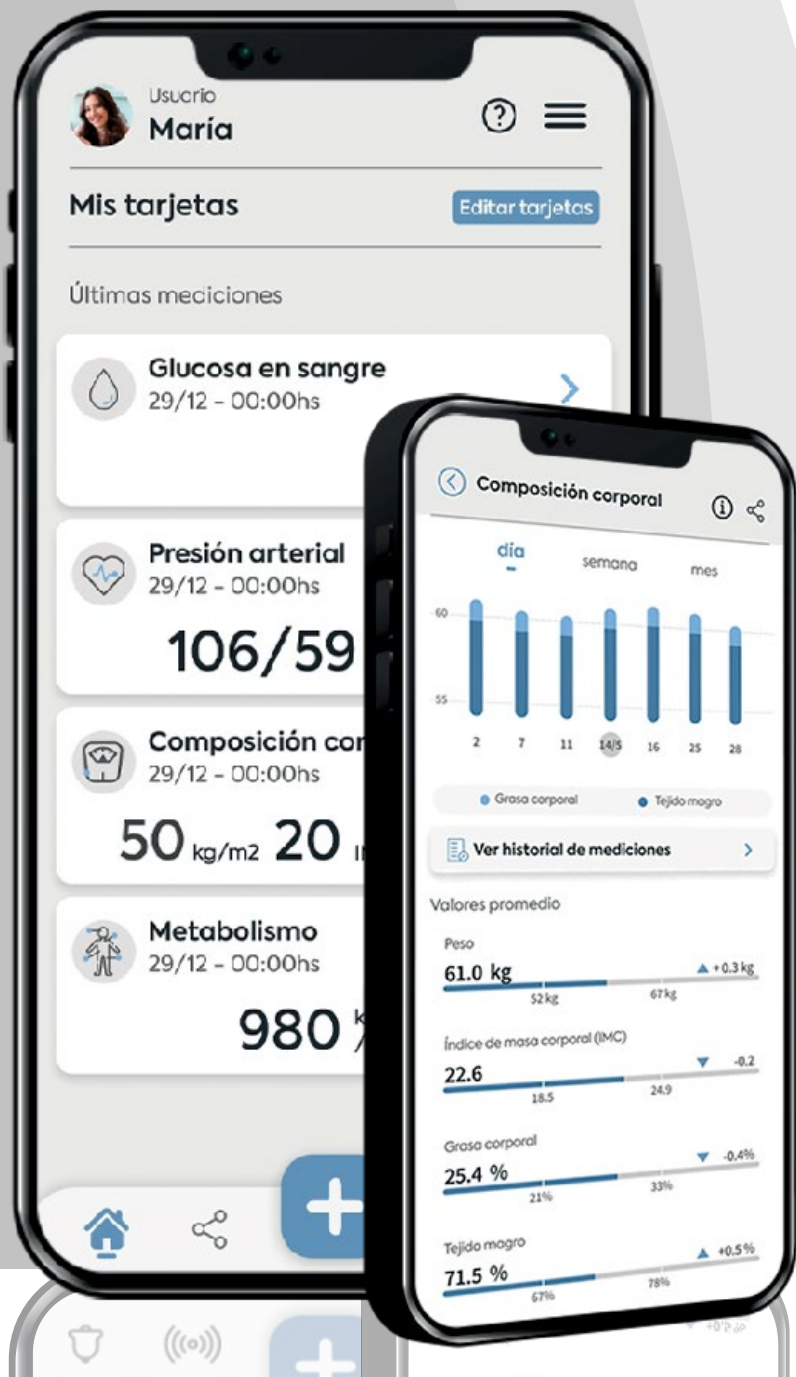 Usuario
María
Mis tarjetas
Editar tarjetas
Últimas mediciones
Glucosa en sangre
29/12 - 00:00hs
Presión arterial
29/12 - 00:00hs
106/59
Composición cor
29/12 - 00:00hs
50 kg/m2 20
Metabolismo
29/12 - 00:00hs
980
Composición corporal
día semana mes
60
55
2 7 11 14/5 16 25 28
Grasa corporal Tejido magro
Ver historial de mediciones
Valores promedio
Peso
61.0 kg +0.3 kg
52kg 67kg
Índice de masa corporal (IMC)
22.6 -0.2
18.5 24.9
Grasa corporal
25.4 % -0.4%
21% 33%
Tejido magro
71.5 % +0.5%
67% 78%